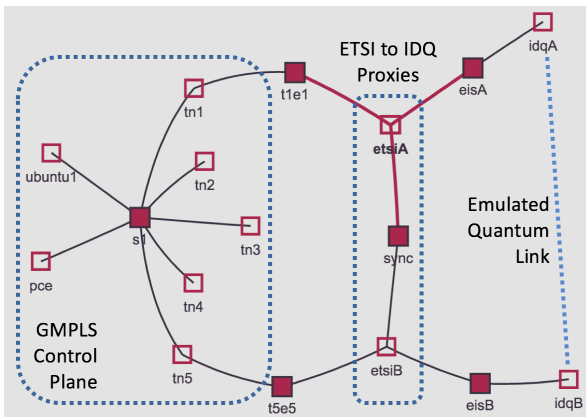 ETSI to IDQ
Proxies
idqA
t1e1
eisA
tn1
etsiA
ubuntu1
tn2
Emulated
Quantum
Link
s1
tn3
sync
pce
tn4
GMPLS
Control
Plane
tn5
etsiB
t5e5
eisB
idqB